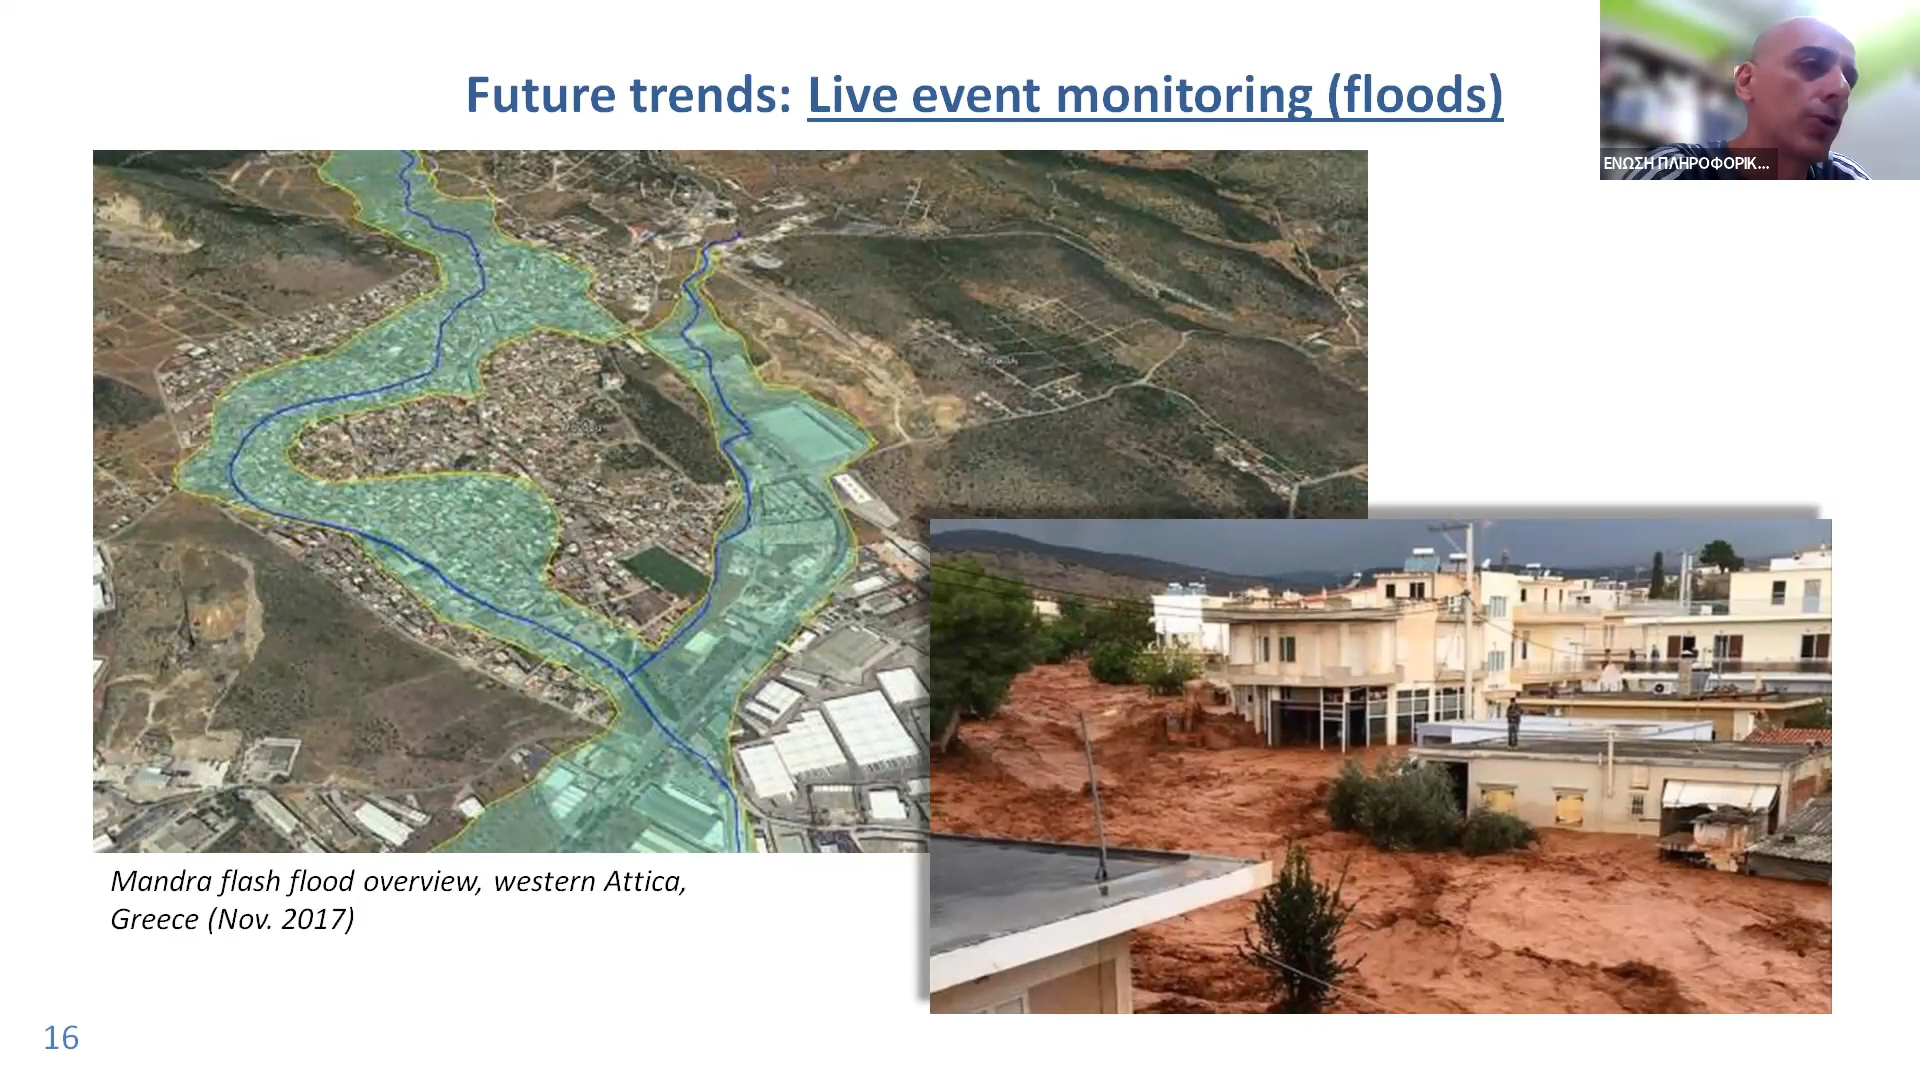 Future trends: Live event monitoring (floods)
ΕΝΩΣΗ ΠΛΗΡΟΦΟΡΙΚ...
Mandra flash flood overview, western Attica,
Greece (Nov. 2017)
16